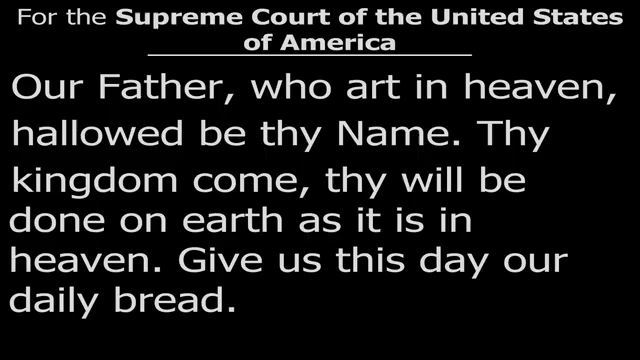 For the Supreme Court of the United States
of America
Our Father, who art in heaven,
hallowed be thy Name. Thy
kingdom come, thy will be
done on earth as it is in
heaven. Give us this day our
daily bread.